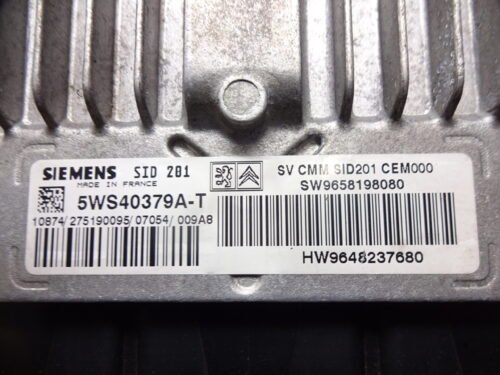 SIEMENS SID 201
MADE IN FRANCE
5WS40379A-T
10874/275190095/07054/009A8
SV CMM SID201 CEM000
SW9658198080
HW9648237680